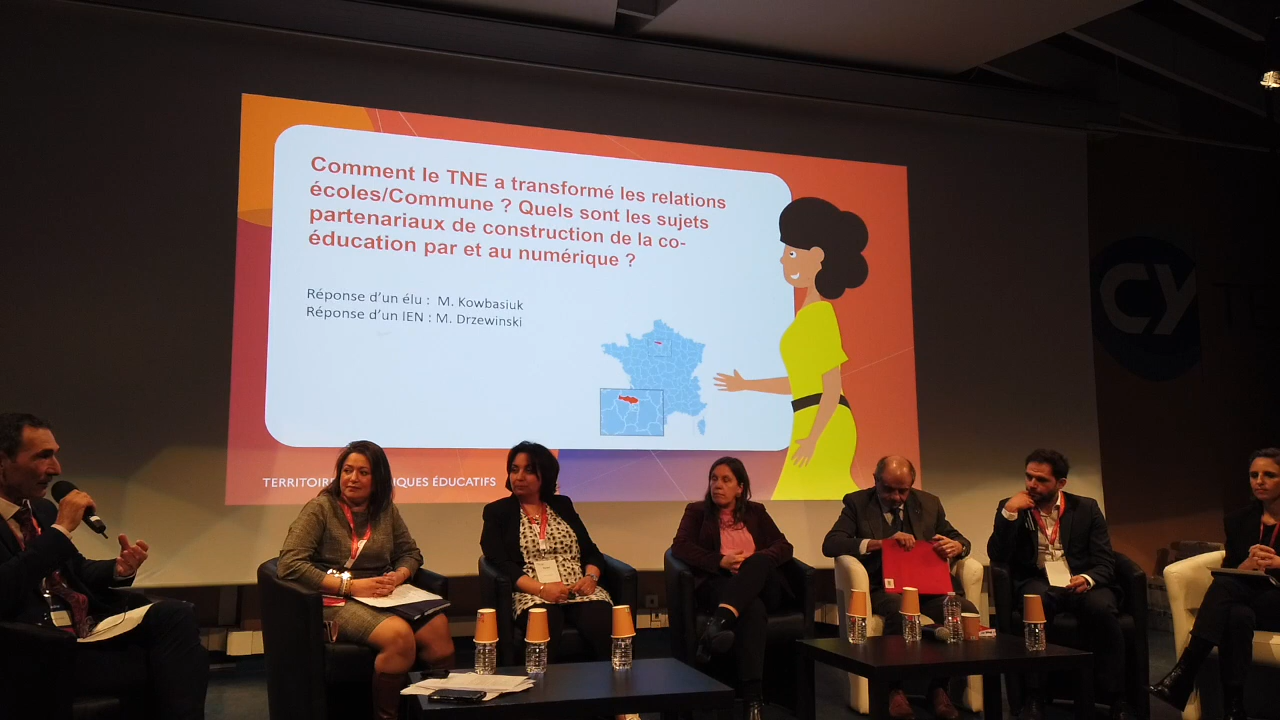 Comment le TNE a transformé les relations
écoles/Commune ? Quels sont les sujets
partenariaux de construction de la co-
éducation par et au numérique ?
Réponse d'un élu : M. Kowbasiuk
Réponse d'un IEN : M. Drzewinski
TERRITOIRE IQUES ÉDUCATIFS
CY